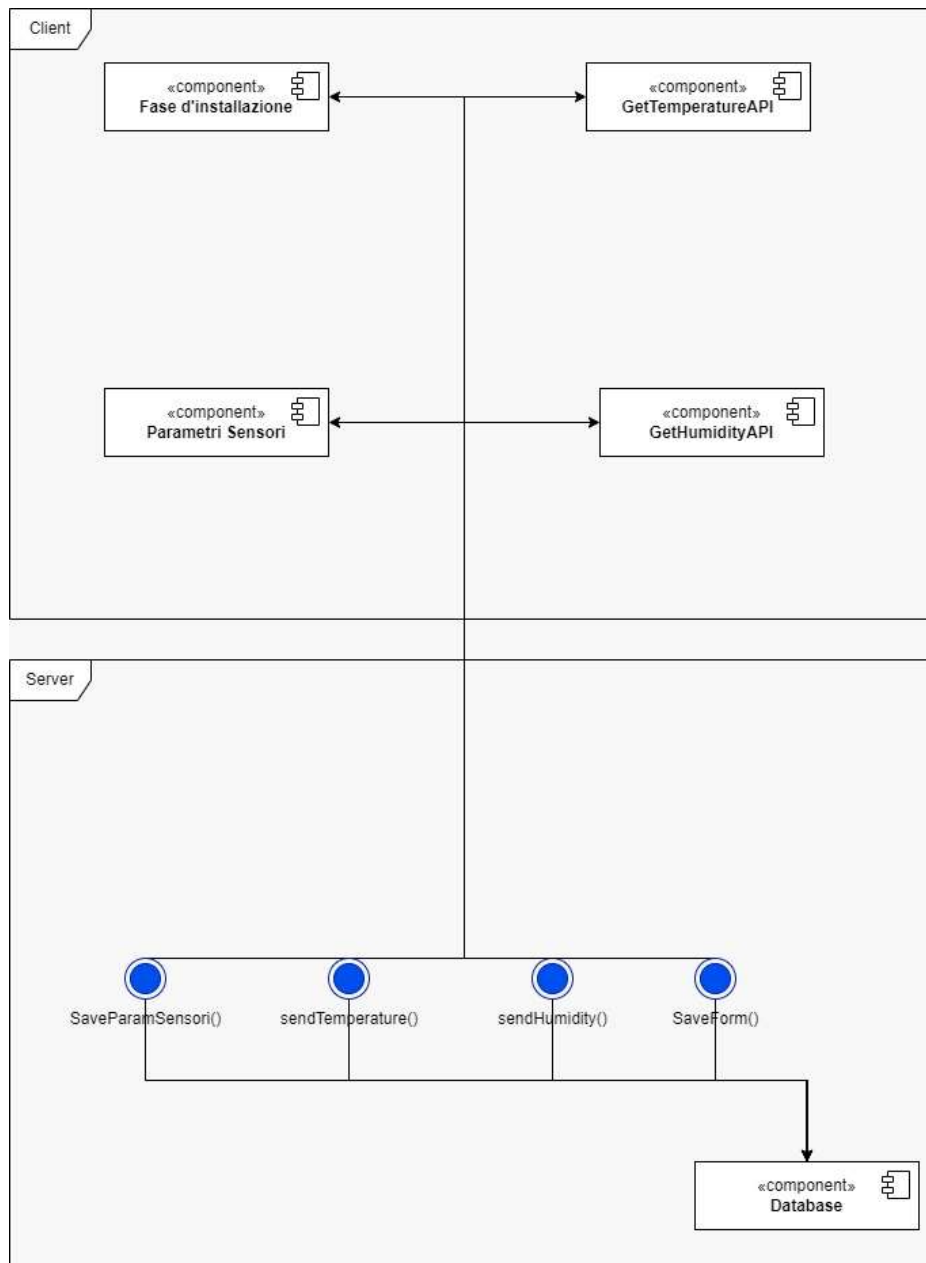 Client
«component»
Fase d'installazione
«component»
GetTemperatureAPI
«component»
Parametri Sensori
«component»
GetHumidityAPI
Server
SaveParamSensori()
sendTemperature()
sendHumidity()
SaveForm()
«component»
Database